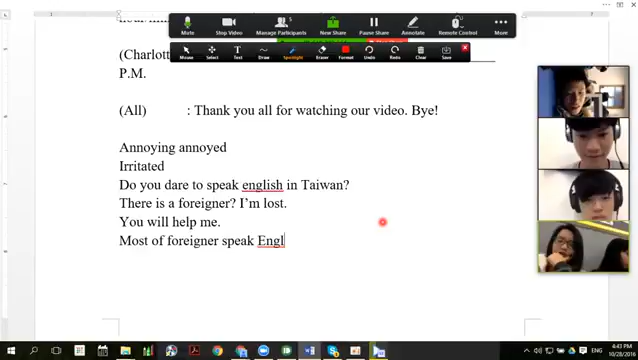 Mute
Stop Video
5
Manage Participants
New Share
Pause Share
Annotate
Remote Control
More
Mouse
Select
Text
Draw
Spotlight
Eraser
Format
Undo
Redo
Clear
Save
(Charlott
P.M.
(All) : Thank you all for watching our video. Bye!
Annoying annoyed
Irritated
Do you dare to speak english in Taiwan?
There is a foreigner? I’m lost.
You will help me.
Most of foreigner speak Engl
4:43 PM
10/28/2016